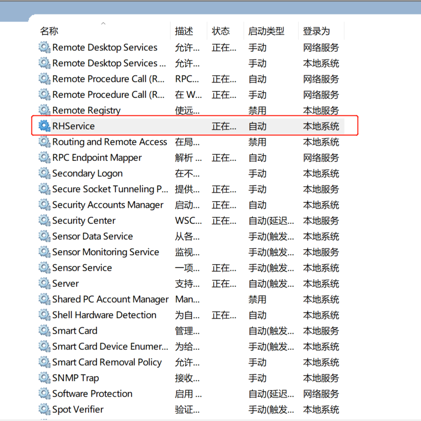 名称 描述 状态 启动类型 登录为
Remote Desktop Services 允许... 正在... 手动 网络服务
Remote Desktop Services ... 允许... 手动 本地系统
Remote Procedure Call (R... RPC... 正在... 自动 网络服务
Remote Procedure Call (R... 在 W... 手动 网络服务
Remote Registry 使远... 禁用 本地服务
RHService 正在... 自动 本地系统
Routing and Remote Access 在局... 禁用 本地系统
RPC Endpoint Mapper 解析 ... 正在... 自动 网络服务
Secondary Logon 在不... 手动 本地系统
Secure Socket Tunneling P... 提供... 正在... 手动 本地服务
Security Accounts Manager 启动... 正在... 自动 本地系统
Security Center WSC... 正在... 自动(延迟... 本地服务
Sensor Data Service 从各... 手动(触发... 本地系统
Sensor Monitoring Service 监视... 手动(触发... 本地服务
Sensor Service 一项... 正在... 手动(触发... 本地系统
Server 支持... 正在... 自动(触发... 本地系统
Shared PC Account Manager Man... 禁用 本地系统
Shell Hardware Detection 为自... 正在... 自动 本地系统
Smart Card 管理... 自动(触发... 本地服务
Smart Card Device Enumer... 为给... 手动(触发... 本地系统
Smart Card Removal Policy 允许... 手动 本地系统
SNMP Trap 接收... 手动 本地服务
Software Protection 启用 ... 自动(延迟... 网络服务
Spot Verifier 验证... 手动(触发... 本地系统